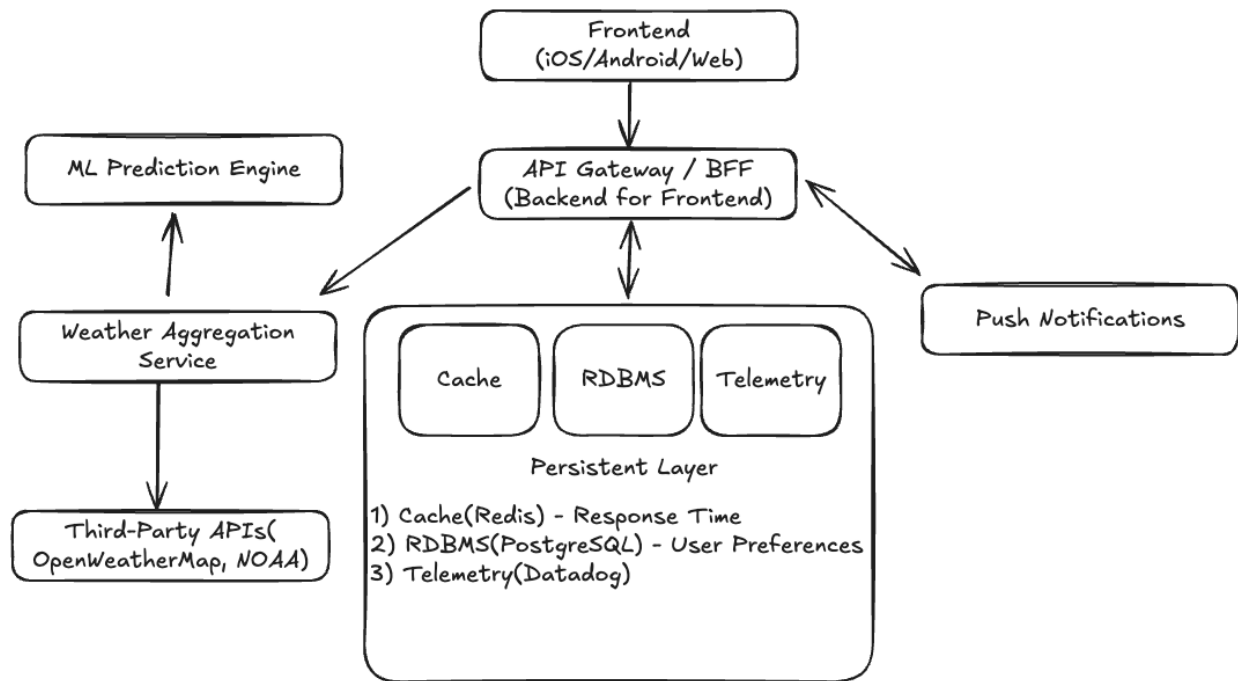 Frontend
(iOS/Android/Web)
ML Prediction Engine
API Gateway / BFF
(Backend for Frontend)
Weather Aggregation
Service
Push Notifications
Cache
RDBMS
Telemetry
Persistent Layer
1) Cache(Redis) - Response Time
2) RDBMS(PostgreSQL) - User Preferences
3) Telemetry(Datadog)
Third-Party APIs(
OpenWeatherMap, NOAA)